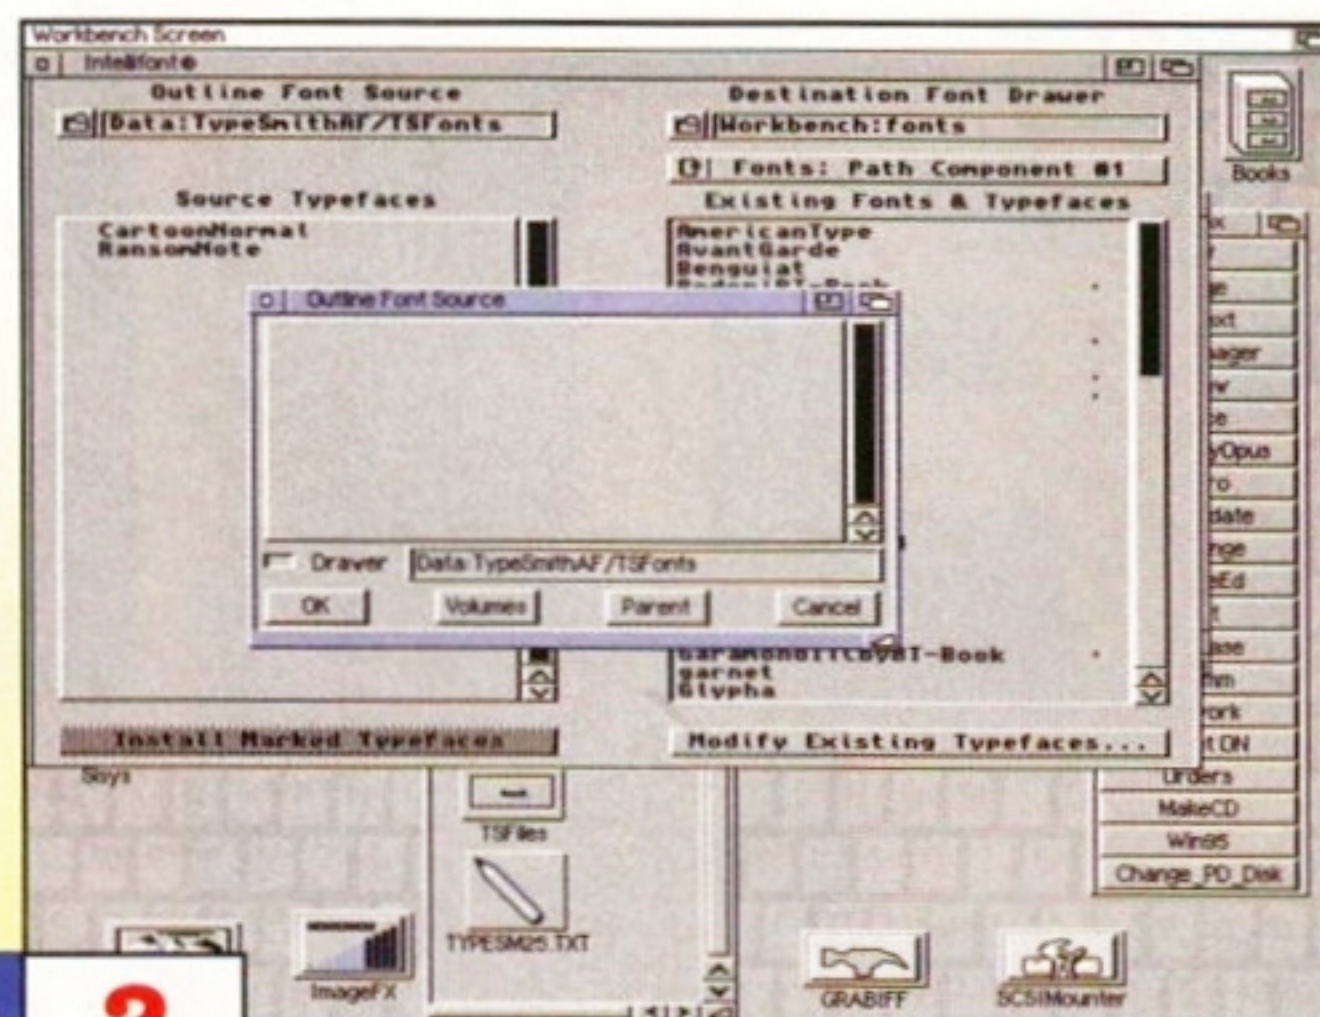 Workbench Screen
Intellifont
Outline Font Source
Data:TypeSmithAF/TSFonts
Destination Font Drawer
Workbench:fonts
Fonts: Path Component #1
Source Typefaces
CartoonNormal
RansomNote
Existing Fonts & Typefaces
AmericanType
AvantGarde
Benguiat
Outline Font Source
Drawer
Data:TypeSmithAF/TSFonts
OK
Volumes
Parent
Cancel
garnet
Glypha
Install Marked Typefaces
Modify Existing Typefaces...
Books
yOpus
Orders
MakeCD
Win95
Change_PD_Disk
Sisys
TSFiles
TYPESM25.TXT
ImageFX
GRABIFF
SCSIMounter